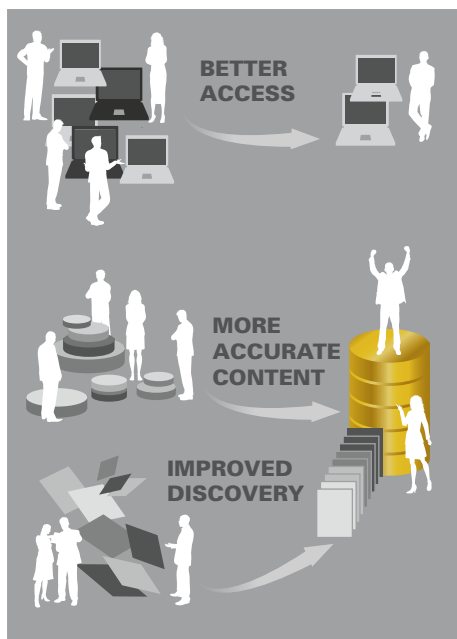 BETTER
ACCESS
MORE
ACCURATE
CONTENT
IMPROVED
DISCOVERY